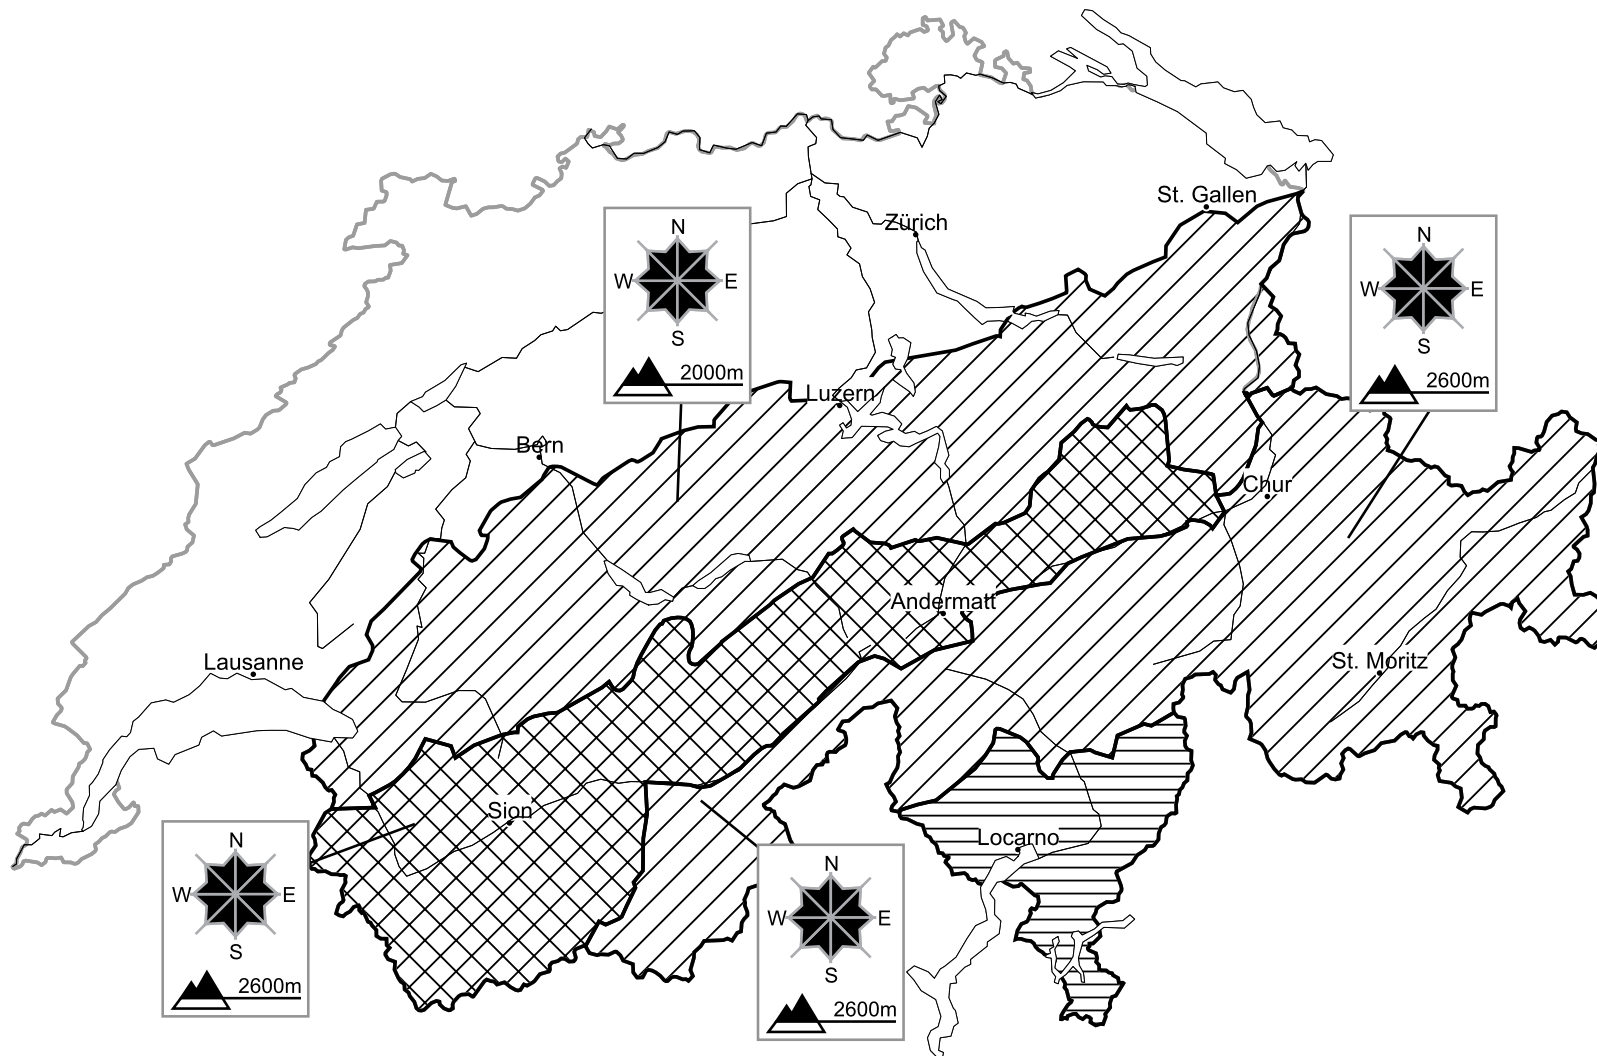 St. Gallen
Zürich
N
W E
S
2000m
N
W E
S
2600m
Luzern
Bern
Chur
Andermatt
Lausanne
St. Moritz
Sion
Locarno
N
W E
S
2600m
N
W E
S
2600m